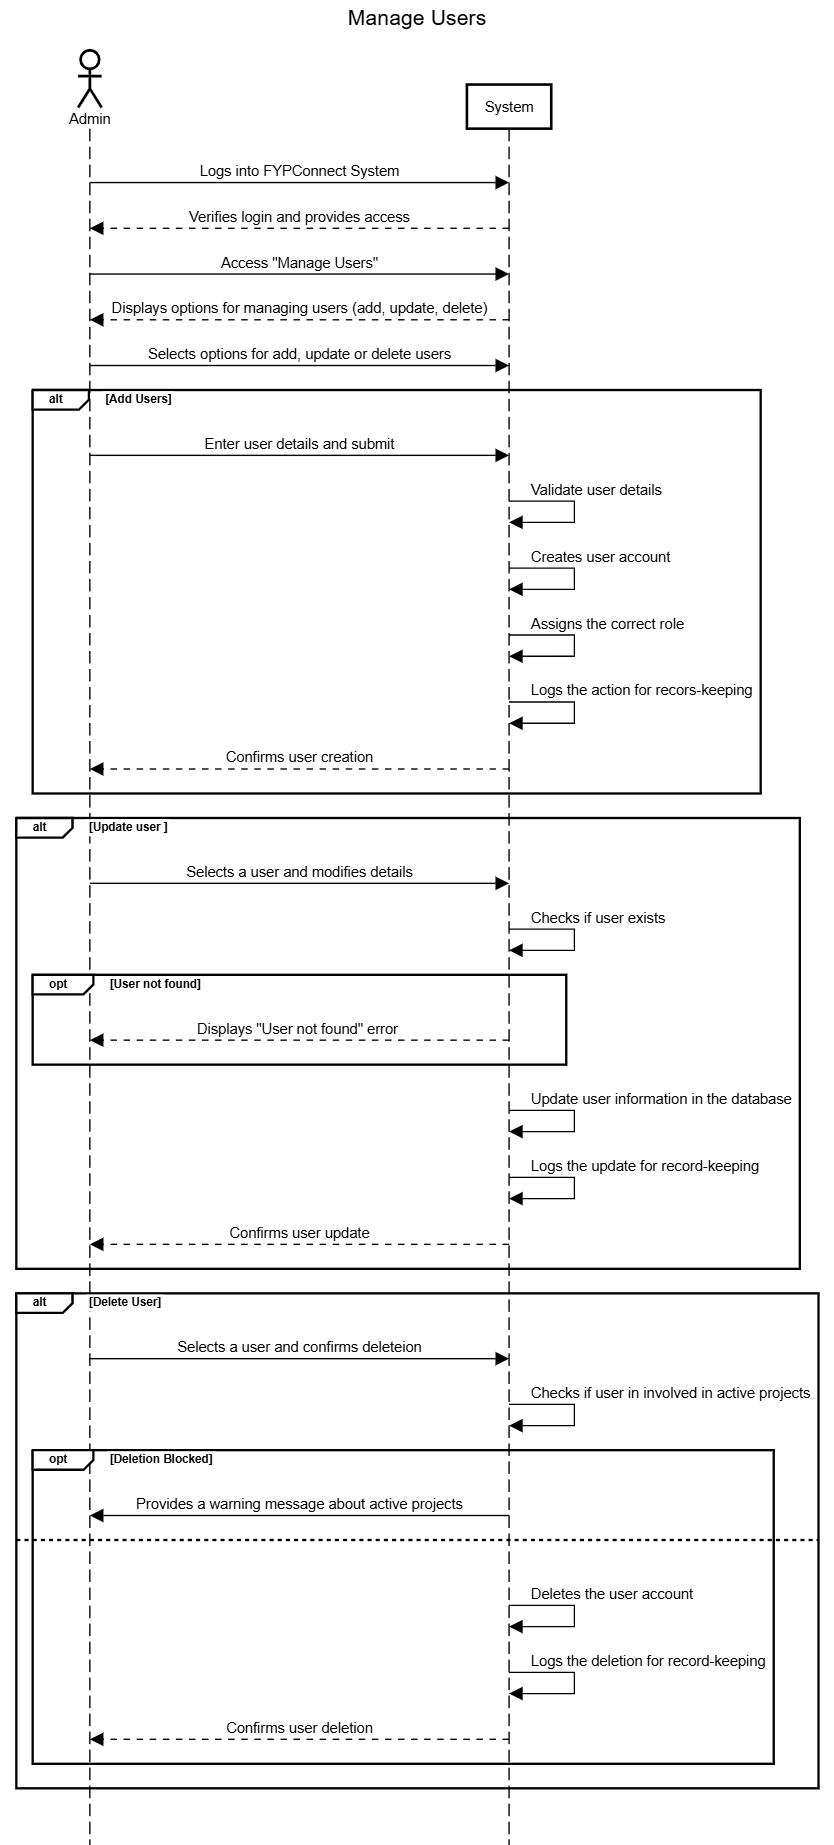 Manage Users
Admin
System
Logs into FYPConnect System
Verifies login and provides access
Access "Manage Users"
Displays options for managing users (add, update, delete)
Selects options for add, update or delete users
alt [Add Users]
Enter user details and submit
Validate user details
Creates user account
Assigns the correct role
Logs the action for recors-keeping
Confirms user creation
alt [Update user ]
Selects a user and modifies details
Checks if user exists
opt [User not found]
Displays "User not found" error
Update user information in the database
Logs the update for record-keeping
Confirms user update
alt [Delete User]
Selects a user and confirms deleteion
Checks if user in involved in active projects
opt [Deletion Blocked]
Provides a warning message about active projects
Deletes the user account
Logs the deletion for record-keeping
Confirms user deletion